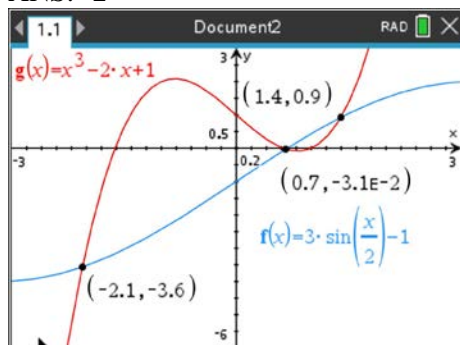 1.1 Document2 RAD
g(x)=x³-2·x+1
3 y
(1.4,0.9)
0.5
x
-3 0.2 3
(0.7,-3.1E-2)
f(x)=3·sin(x/2)-1
(-2.1,-3.6)
-6